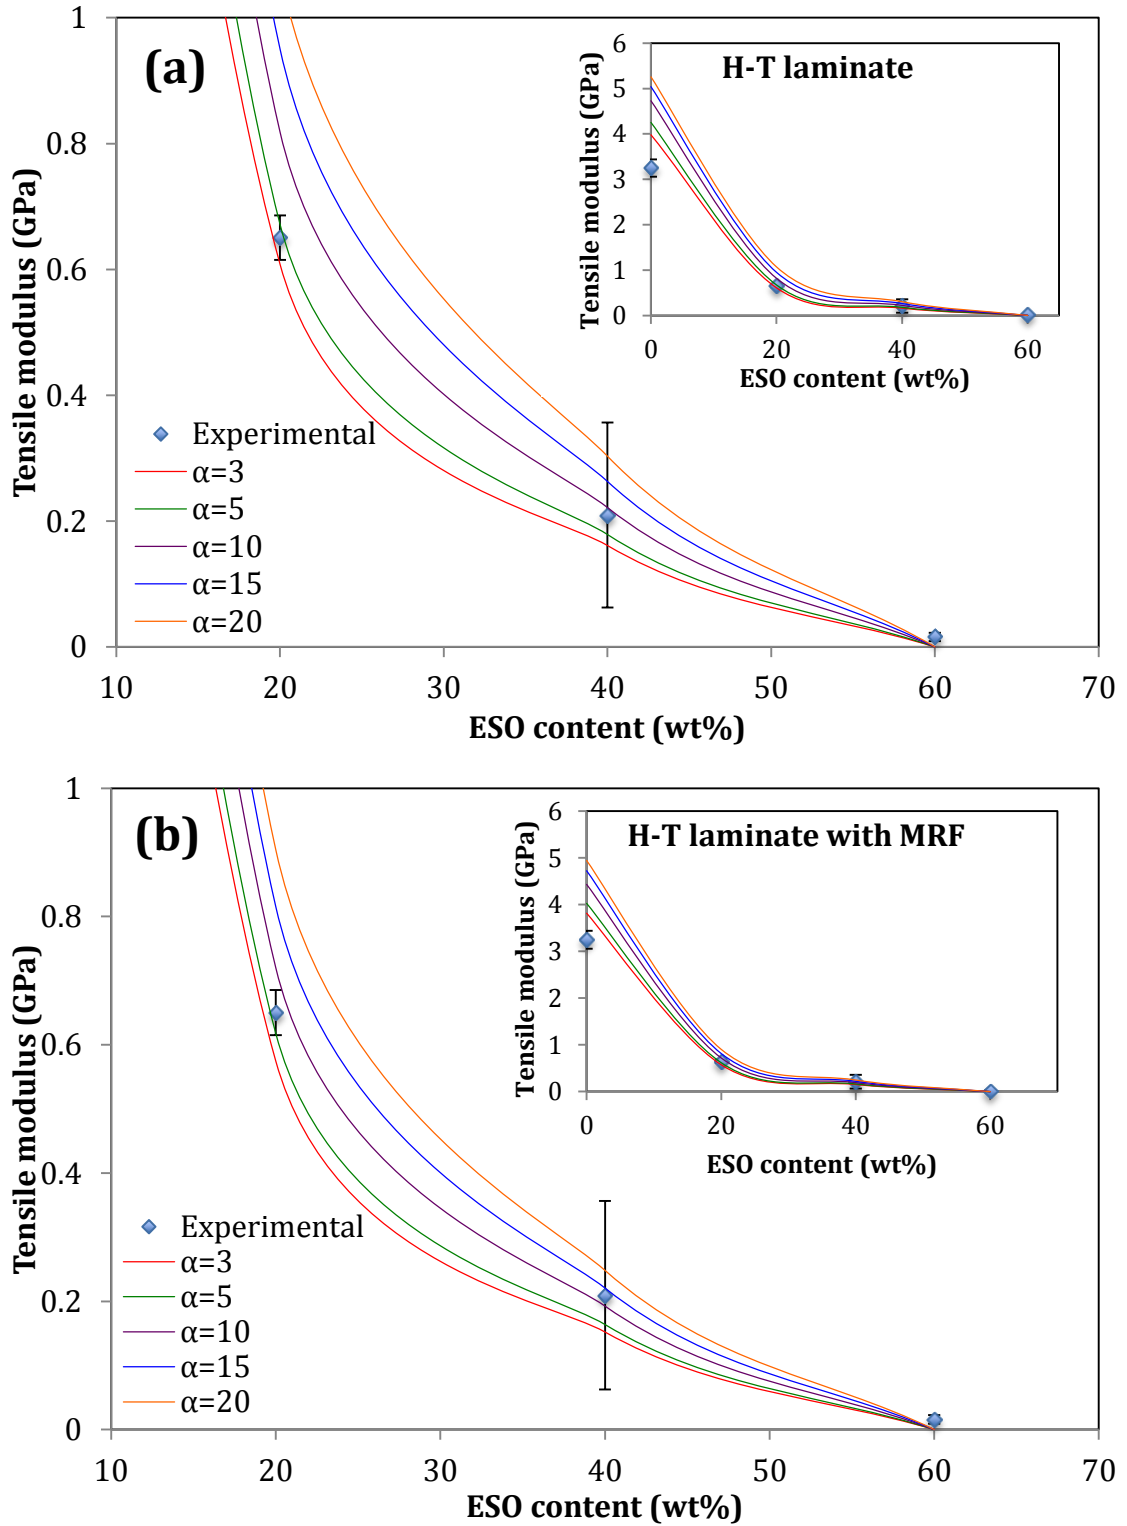 (a)
Tensile modulus (GPa)
1
0.8
0.6
0.4
0.2
0
10 20 30 40 50 60 70
ESO content (wt%)
Experimental
α=3
α=5
α=10
α=15
α=20
H-T laminate
Tensile modulus (GPa)
6
5
4
3
2
1
0
0 20 40 60
ESO content (wt%)
(b)
Tensile modulus (GPa)
1
0.8
0.6
0.4
0.2
0
10 20 30 40 50 60 70
ESO content (wt%)
Experimental
α=3
α=5
α=10
α=15
α=20
H-T laminate with MRF
Tensile modulus (GPa)
6
5
4
3
2
1
0
0 20 40 60
ESO content (wt%)